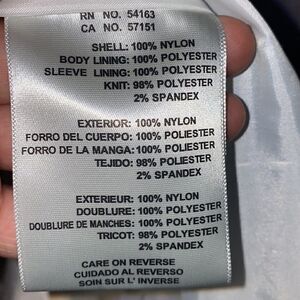 RN NO. 54163
CA NO. 57151
SHELL: 100% NYLON
BODY LINING: 100% POLYESTER
SLEEVE LINING: 100% POLYESTER
KNIT: 98% POLYESTER
2% SPANDEX
EXTERIOR: 100% NYLON
FORRO DEL CUERPO: 100% POLIESTER
FORRO DE LA MANGA: 100% POLIESTER
TEJIDO: 98% POLIESTER
2% SPANDEX
EXTERIEUR: 100% NYLON
DOUBLURE: 100% POLYESTER
DOUBLURE DE MANCHES: 100% POLYESTER
TRICOT: 98% POLYESTER
2% SPANDEX
CARE ON REVERSE
CUIDADO AL REVERSO
SOIN SUR L' INVERSE